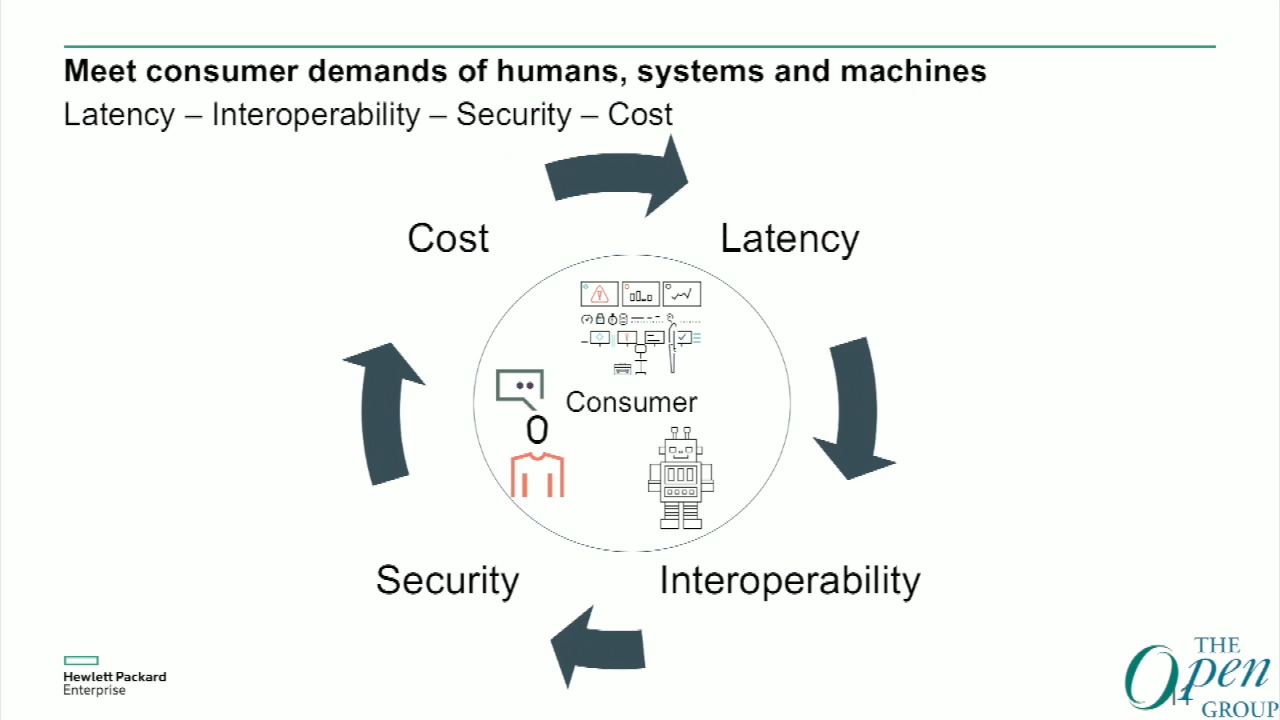 Meet consumer demands of humans, systems and machines
Latency – Interoperability – Security – Cost
Cost
Latency
Consumer
Security
Interoperability
Hewlett Packard
Enterprise
THE
Open
GROUP